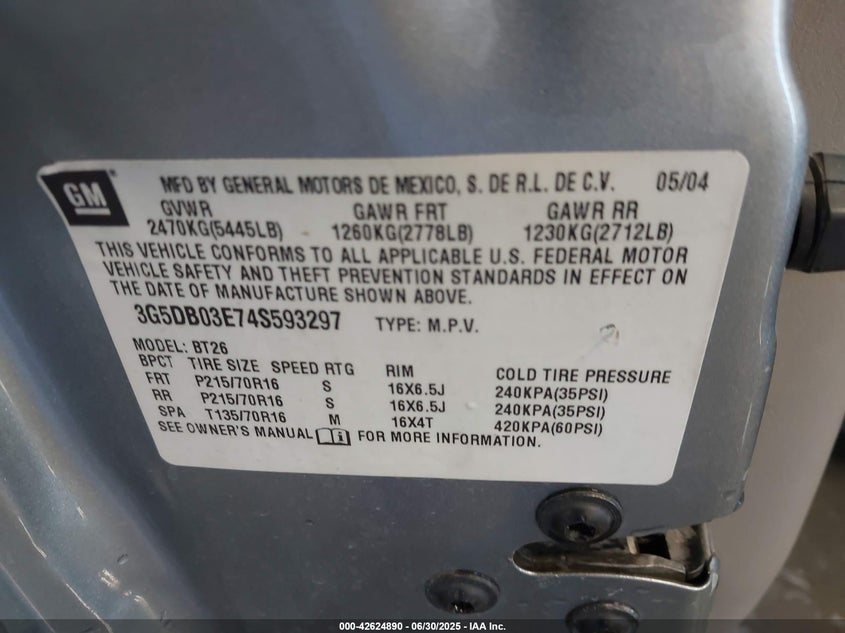 GM
MFD BY GENERAL MOTORS DE MEXICO, S. DE R.L. DE C.V. 05/04
GVWR GAWR FRT GAWR RR
2470KG(5445LB) 1260KG(2778LB) 1230KG(2712LB)
THIS VEHICLE CONFORMS TO ALL APPLICABLE U.S. FEDERAL MOTOR
VEHICLE SAFETY AND THEFT PREVENTION STANDARDS IN EFFECT ON
THE DATE OF MANUFACTURE SHOWN ABOVE.
3G5DB03E74S593297 TYPE: M.P.V.
MODEL: BT26
BPCT TIRE SIZE SPEED RTG RIM COLD TIRE PRESSURE
FRT P215/70R16 S 16X6.5J 240KPA(35PSI)
RR P215/70R16 S 16X6.5J 240KPA(35PSI)
SPA T135/70R16 M 16X4T 420KPA(60PSI)
SEE OWNER'S MANUAL FOR MORE INFORMATION.
000-42624890 - 06/30/2025 - IAA Inc.